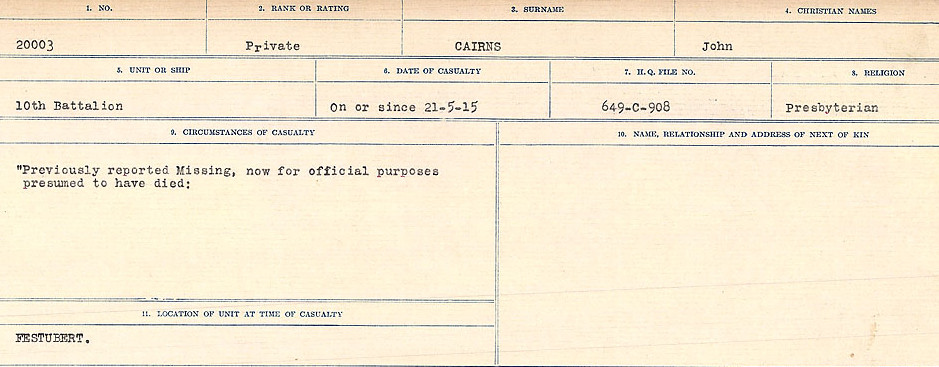 1. NO.
2. RANK OR RATING
3. SURNAME
4. CHRISTIAN NAMES
20003
Private
CAIRNS
John
5. UNIT OR SHIP
6. DATE OF CASUALTY
7. H.Q. FILE NO.
8. RELIGION
10th Battalion
On or since 21-5-15
649-C-908
Presbyterian
9. CIRCUMSTANCES OF CASUALTY
10. NAME, RELATIONSHIP AND ADDRESS OF NEXT OF KIN
"Previously reported Missing, now for official purposes
presumed to have died:
11. LOCATION OF UNIT AT TIME OF CASUALTY
FESTUBERT.